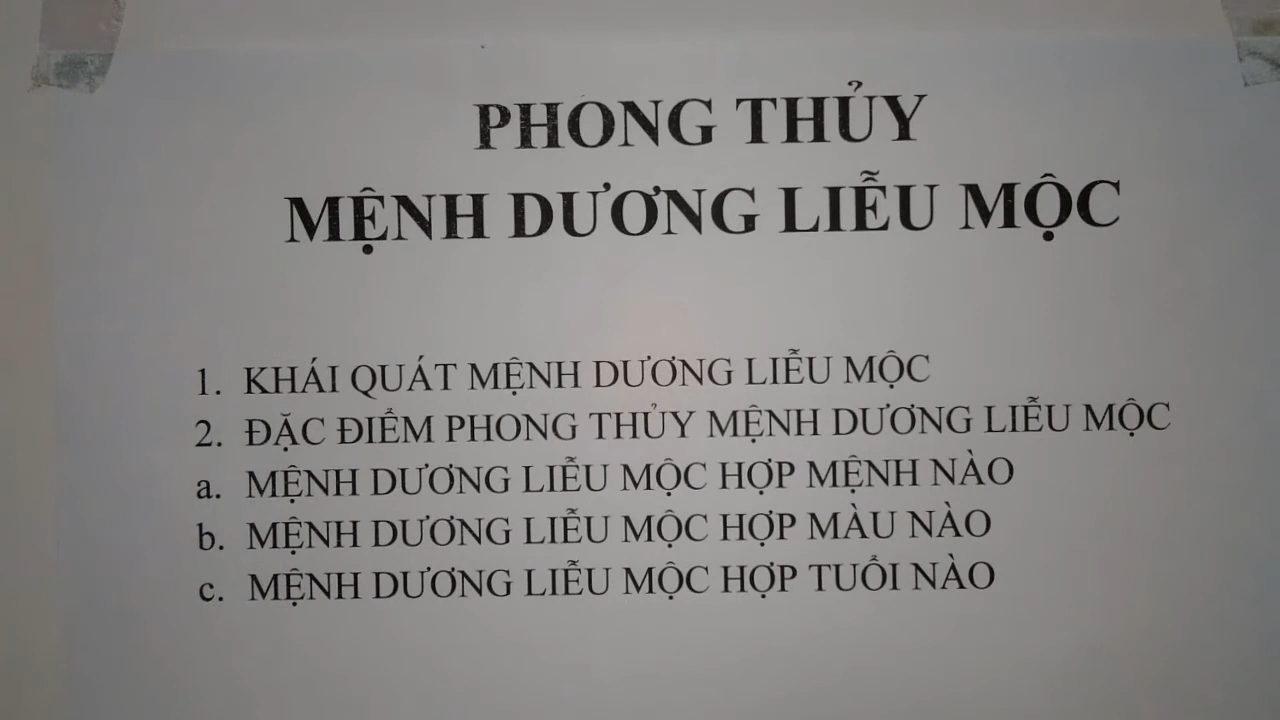 PHONG THỦY
MỆNH DƯƠNG LIỄU MỘC
1. KHÁI QUÁT MỆNH DƯƠNG LIỄU MỘC
2. ĐẶC ĐIỂM PHONG THỦY MỆNH DƯƠNG LIỄU MỘC
a. MỆNH DƯƠNG LIỄU MỘC HỢP MỆNH NÀO
b. MỆNH DƯƠNG LIỄU MỘC HỢP MÀU NÀO
c. MỆNH DƯƠNG LIỄU MỘC HỢP TUỔI NÀO